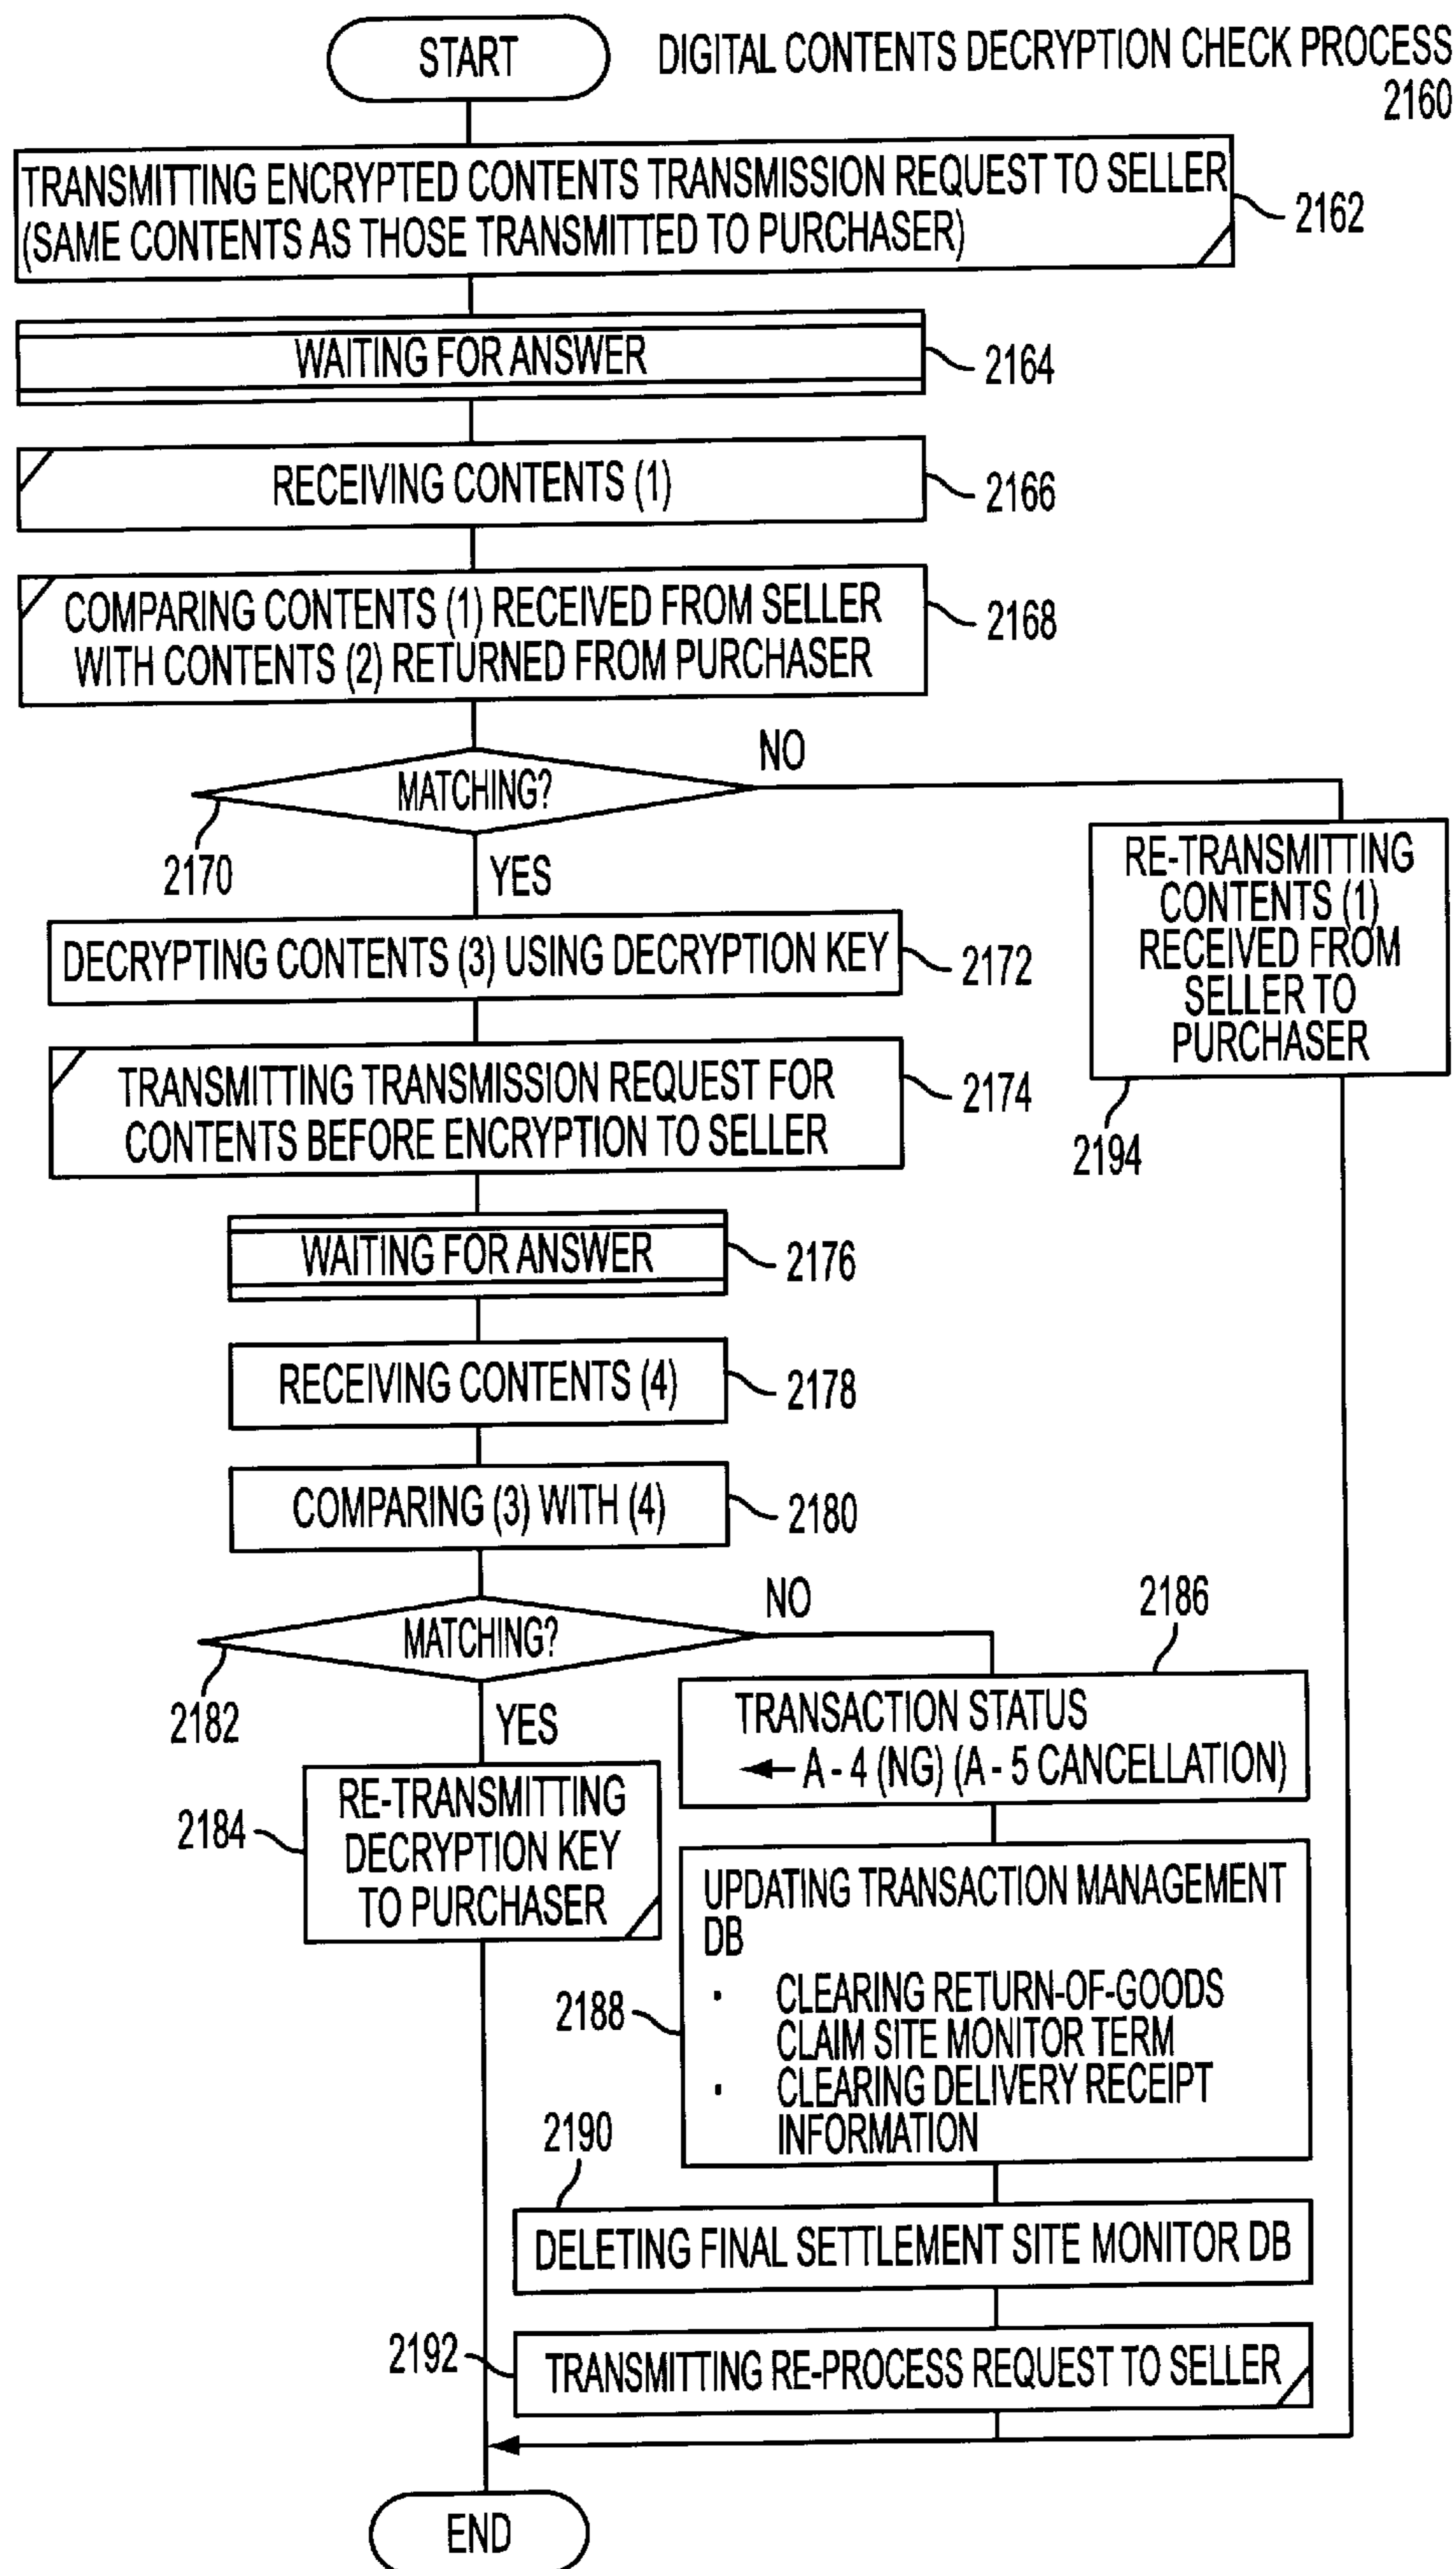 START
DIGITAL CONTENTS DECRYPTION CHECK PROCESS
2160
TRANSMITTING ENCRYPTED CONTENTS TRANSMISSION REQUEST TO SELLER
(SAME CONTENTS AS THOSE TRANSMITTED TO PURCHASER)
2162
WAITING FOR ANSWER
2164
RECEIVING CONTENTS (1)
2166
COMPARING CONTENTS (1) RECEIVED FROM SELLER
WITH CONTENTS (2) RETURNED FROM PURCHASER
2168
MATCHING?
NO
2170
YES
RE-TRANSMITTING
CONTENTS (1)
RECEIVED FROM
SELLER TO
PURCHASER
2194
DECRYPTING CONTENTS (3) USING DECRYPTION KEY
2172
TRANSMITTING TRANSMISSION REQUEST FOR
CONTENTS BEFORE ENCRYPTION TO SELLER
2174
WAITING FOR ANSWER
2176
RECEIVING CONTENTS (4)
2178
COMPARING (3) WITH (4)
2180
MATCHING?
NO
2182
YES
2186
TRANSACTION STATUS
← A - 4 (NG) (A - 5 CANCELLATION)
2184
RE-TRANSMITTING
DECRYPTION KEY
TO PURCHASER
UPDATING TRANSACTION MANAGEMENT
DB
· CLEARING RETURN-OF-GOODS
CLAIM SITE MONITOR TERM
· CLEARING DELIVERY RECEIPT
INFORMATION
2188
2190
DELETING FINAL SETTLEMENT SITE MONITOR DB
2192
TRANSMITTING RE-PROCESS REQUEST TO SELLER
END